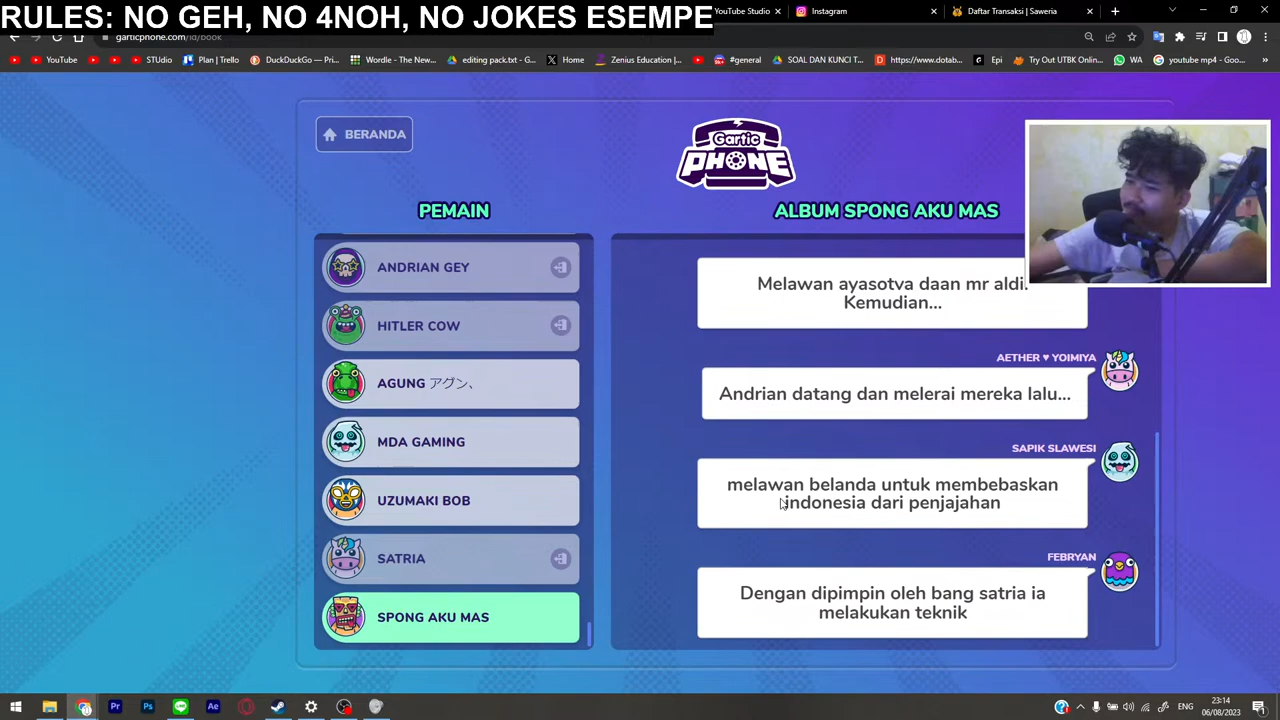 RULES: NO GEH, NO 4NOH, NO JOKES ESEMPE
YouTube Studio
Instagram
Daftar Transaksi | Saweria
garticphone.com/id/book
YouTube
STUdio
Plan | Trello
DuckDuckGo — Pri...
Wordle - The New...
editing pack.txt - G...
Home
Zenius Education |...
#general
SOAL DAN KUNCI T...
https://www.dotab...
Epi
Try Out UTBK Onlin...
WA
youtube mp4 - Goo...
BERANDA
Gartic
PHONE
PEMAIN
ANDRIAN GEY
HITLER COW
AGUNG アグン、
MDA GAMING
UZUMAKI BOB
SATRIA
SPONG AKU MAS
ALBUM SPONG AKU MAS
Melawan ayasotva daan mr aldi.
Kemudian...
AETHER ♥ YOIMIYA
Andrian datang dan melerai mereka lalu...
SAPIK SLAWESI
melawan belanda untuk membebaskan
indonesia dari penjajahan
FEBRYAN
Dengan dipimpin oleh bang satria ia
melakukan teknik
23:14
06/08/2023